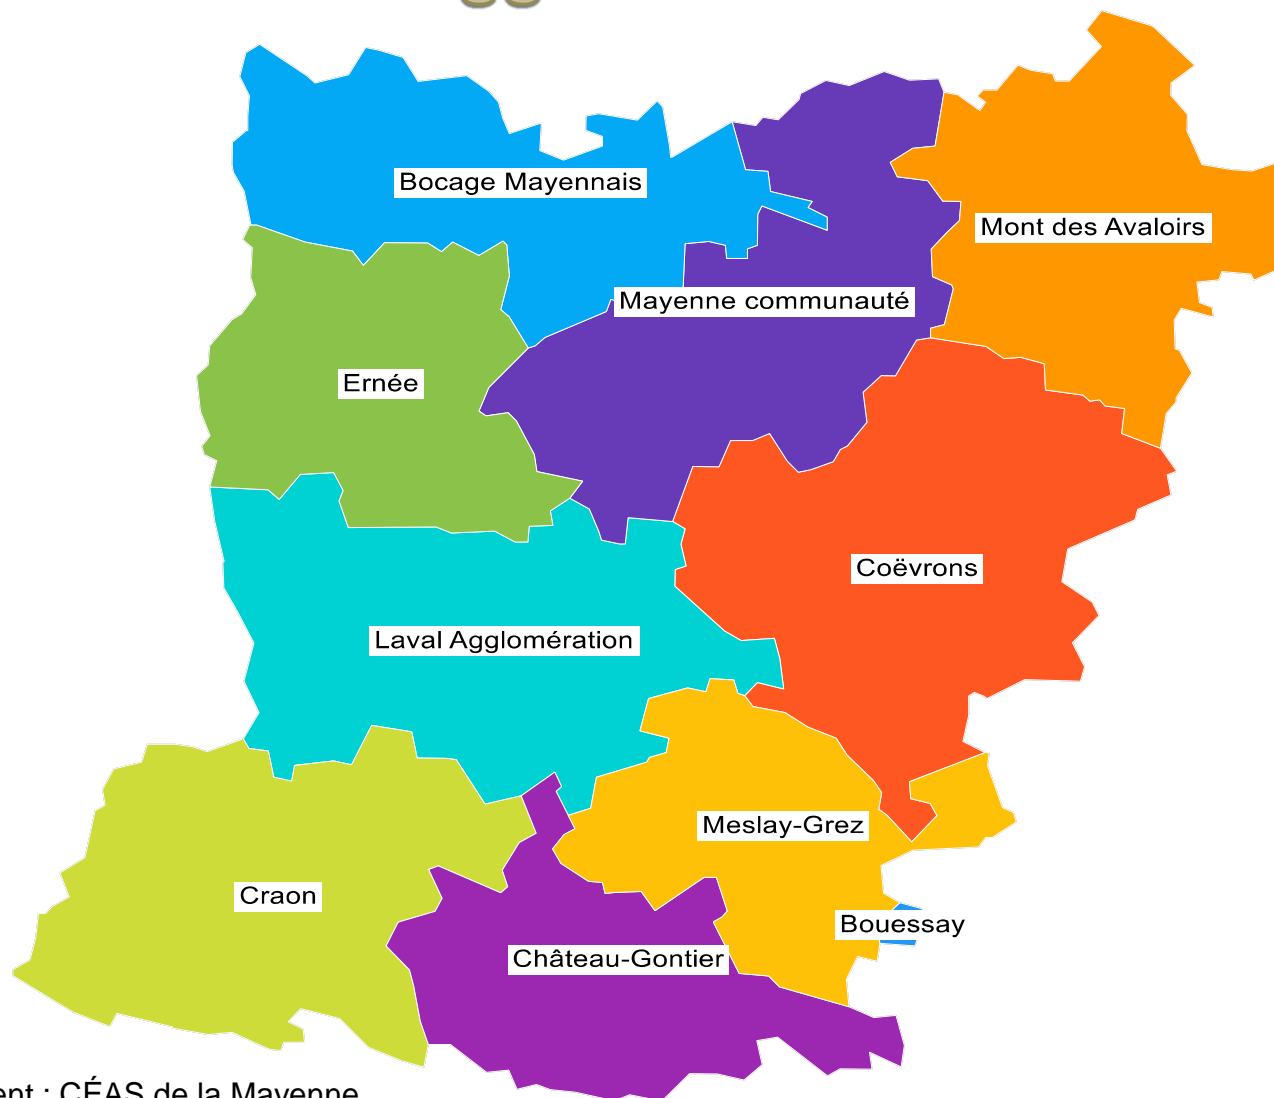 Bocage Mayennais
Mont des Avaloirs
Mayenne communauté
Ernée
Coëvrons
Laval Agglomération
Meslay-Grez
Craon
Bouessay
Château-Gontier
: CÉAS de la Mayenne